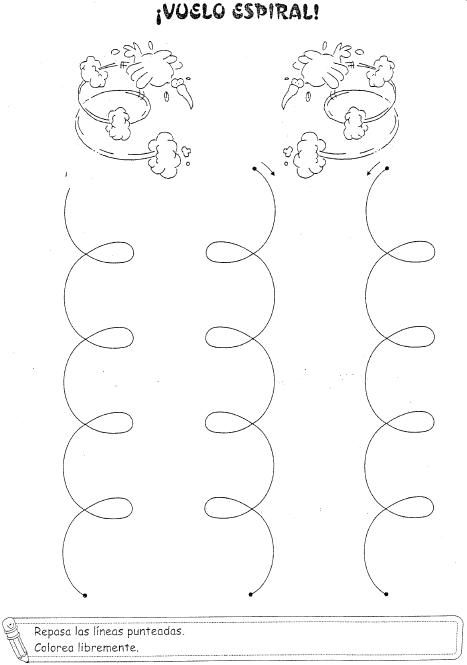 ¡VUELO ESPIRAL!
Repasa las líneas punteadas.
Colorea libremente.